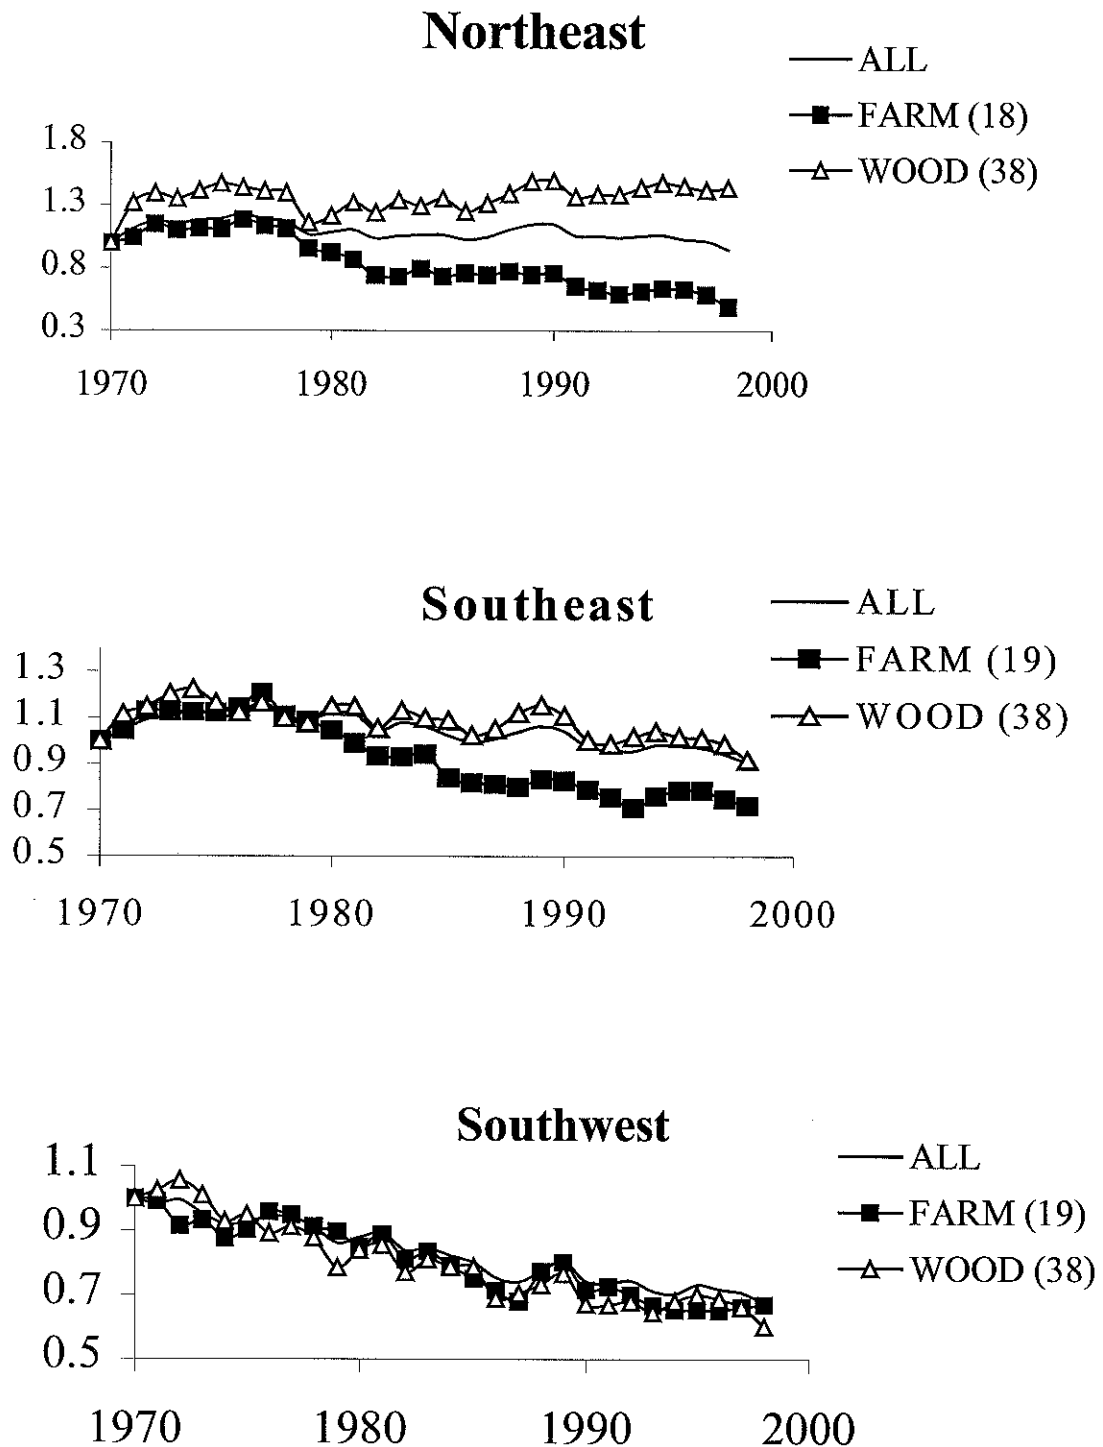 Northeast
ALL
FARM (18)
WOOD (38)
1.8
1.3
0.8
0.3
1970 1980 1990 2000
Southeast
ALL
FARM (19)
WOOD (38)
1.3
1.1
0.9
0.7
0.5
1970 1980 1990 2000
Southwest
ALL
FARM (19)
WOOD (38)
1.1
0.9
0.7
0.5
1970 1980 1990 2000